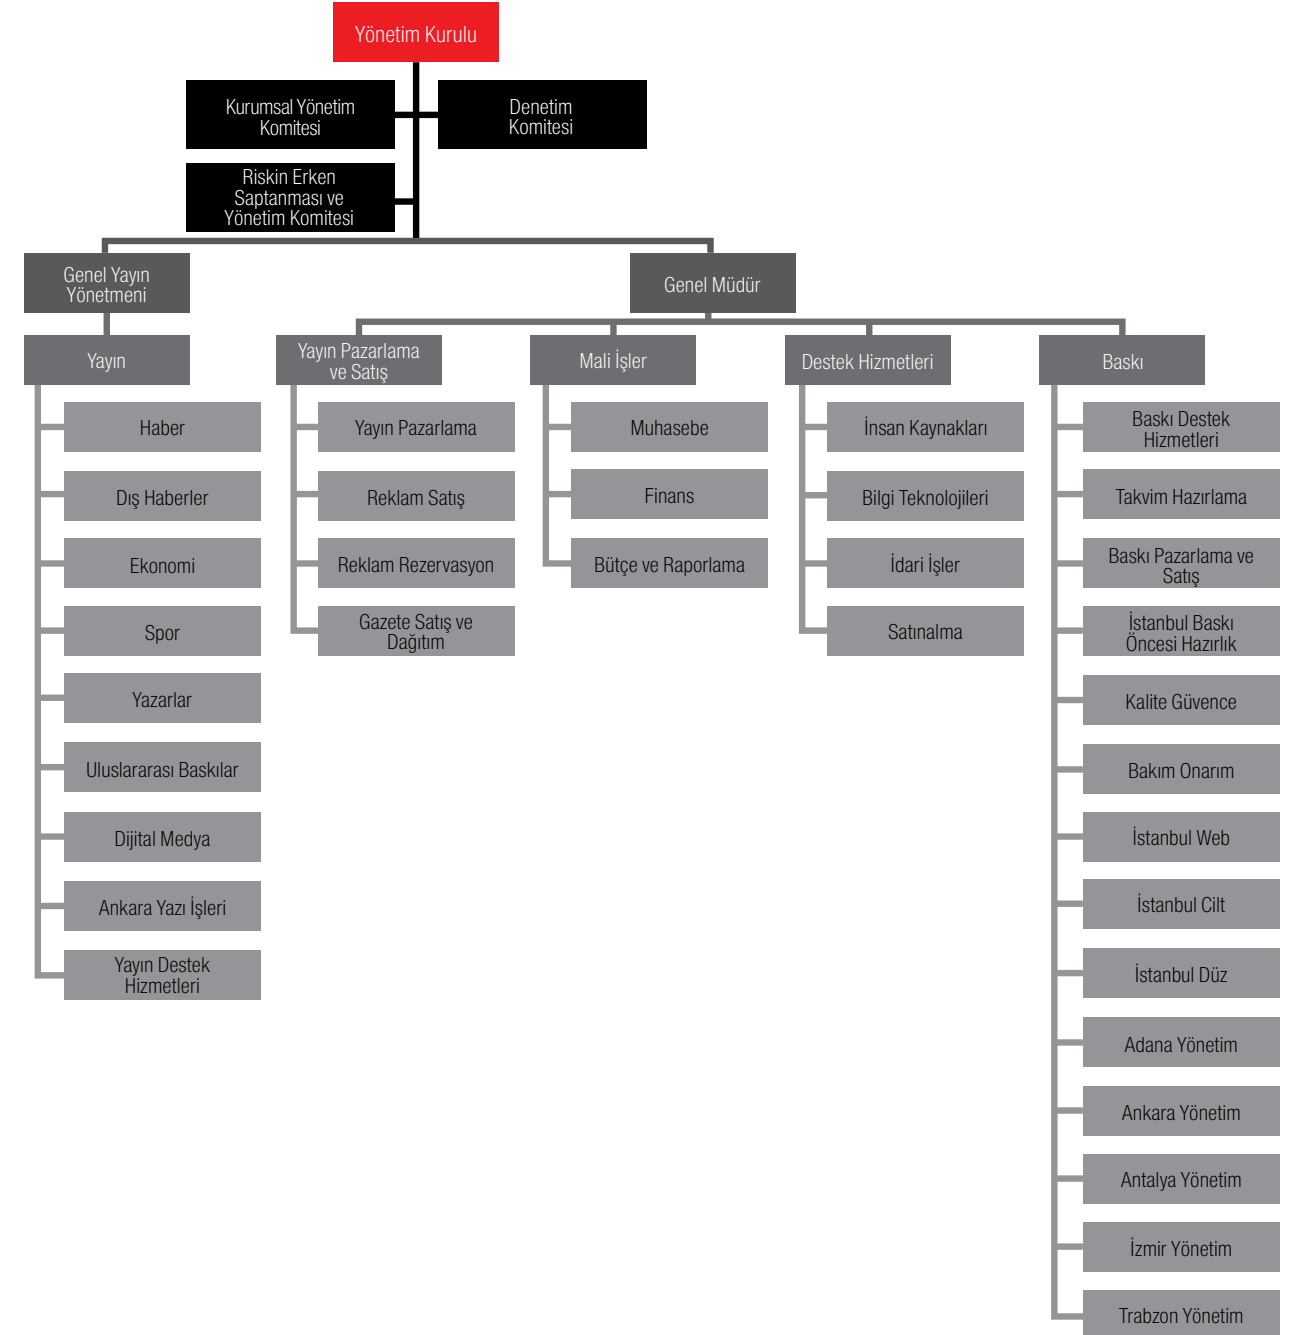 Yönetim Kurulu
Kurumsal Yönetim
Komitesi
Denetim
Komitesi
Riskin Erken
Saptanması ve
Yönetim Komitesi
Genel Yayın
Yönetmeni
Genel Müdür
Yayın
Haber
Dış Haberler
Ekonomi
Spor
Yazarlar
Uluslararası Baskılar
Dijital Medya
Ankara Yazı İşleri
Yayın Destek
Hizmetleri
Yayın Pazarlama
ve Satış
Yayın Pazarlama
Reklam Satış
Reklam Rezervasyon
Gazete Satış ve
Dağıtım
Mali İşler
Muhasebe
Finans
Bütçe ve Raporlama
Destek Hizmetleri
İnsan Kaynakları
Bilgi Teknolojileri
İdari İşler
Satınalma
Baskı
Baskı Destek
Hizmetleri
Takvim Hazırlama
Baskı Pazarlama ve
Satış
İstanbul Baskı
Öncesi Hazırlık
Kalite Güvence
Bakım Onarım
İstanbul Web
İstanbul Cilt
İstanbul Düz
Adana Yönetim
Ankara Yönetim
Antalya Yönetim
İzmir Yönetim
Trabzon Yönetim